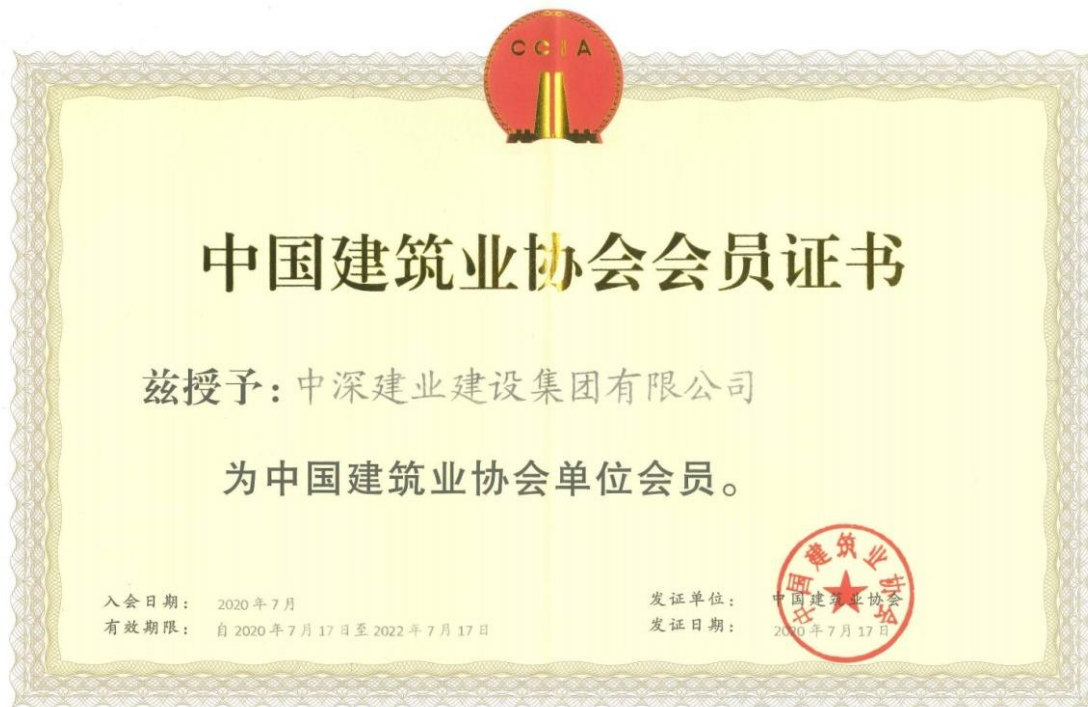 CCIA
中国建筑业协会会员证书
兹授予：中深建业建设集团有限公司
为中国建筑业协会单位会员。
入会日期： 2020年7月
发证单位： 中国建筑业协会
有效期限： 自2020年7月17日至2022年7月17日
发证日期： 2020年7月17日
中国建筑业协会